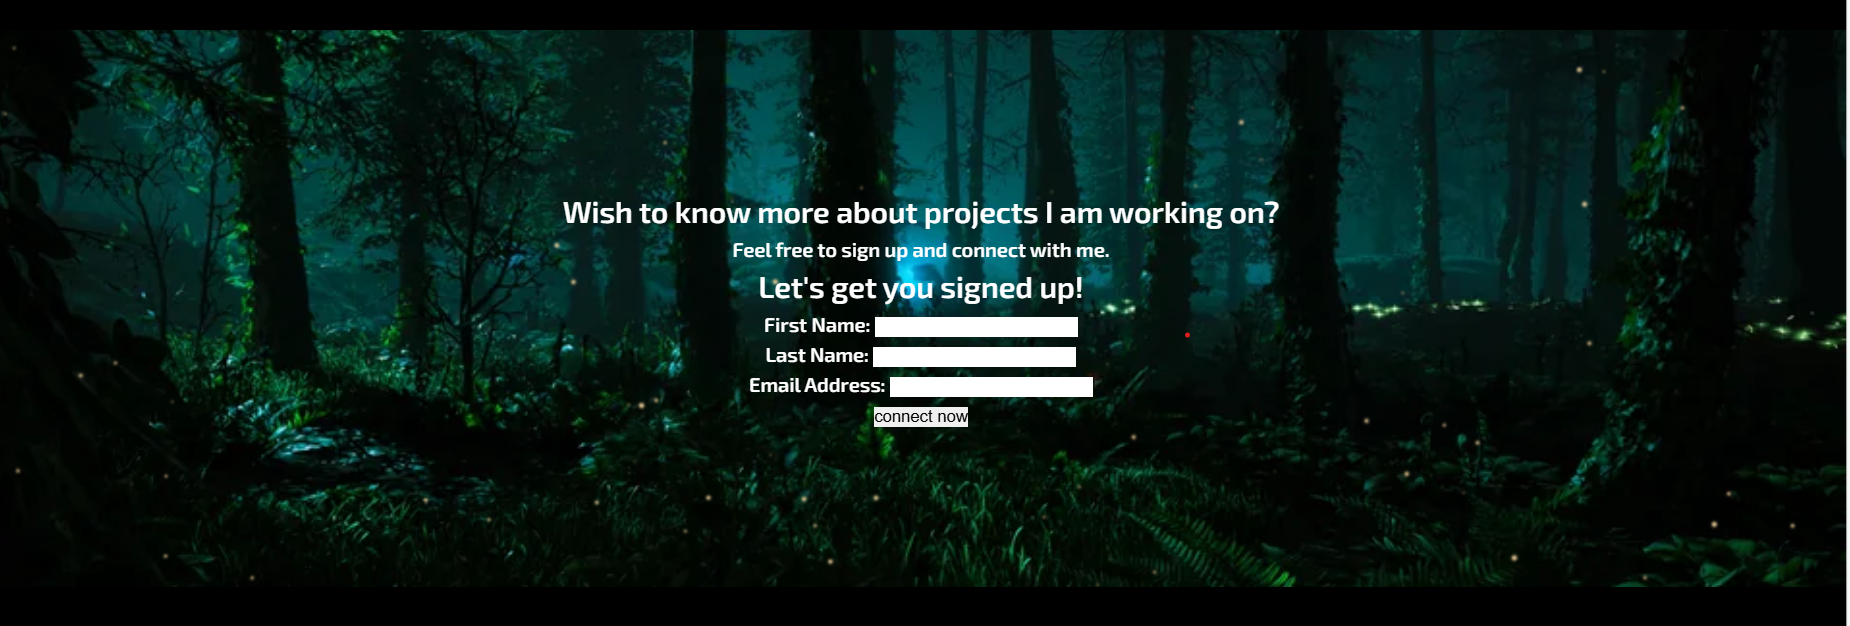 Wish to know more about projects I am working on?
Feel free to sign up and connect with me.
Let's get you signed up!
First Name:
Last Name:
Email Address:
connect now